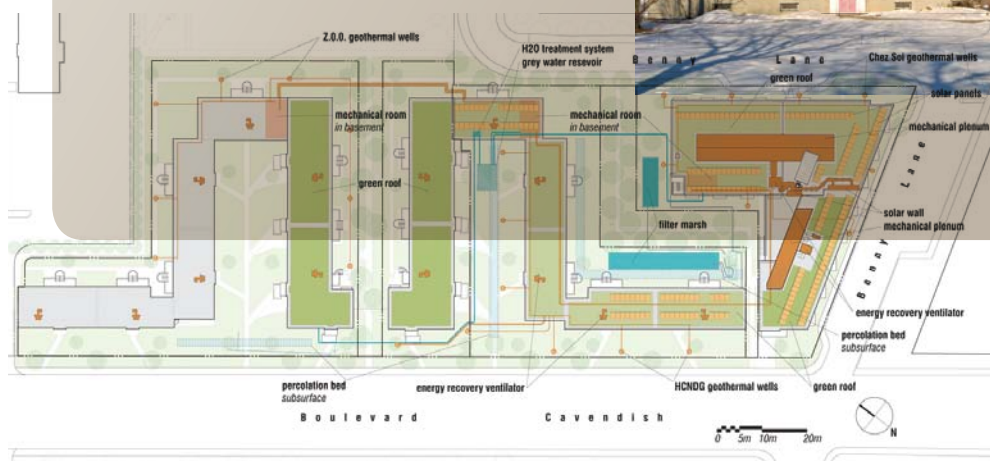 Z.O.O. geothermal wells
H2O treatment system
grey water resevoir
Benny Lane
Chez Sol geothermal wells
green roof
solar panels
mechanical room
in basement
mechanical room
in basement
mechanical plenum
green roof
Benny Lane
solar wall
mechanical plenum
filter marsh
energy recovery ventilator
percolation bed
subsurface
percolation bed
subsurface
energy recovery ventilator
HCNDG geothermal wells
green roof
Boulevard Cavendish
N
0 5m 10m 20m